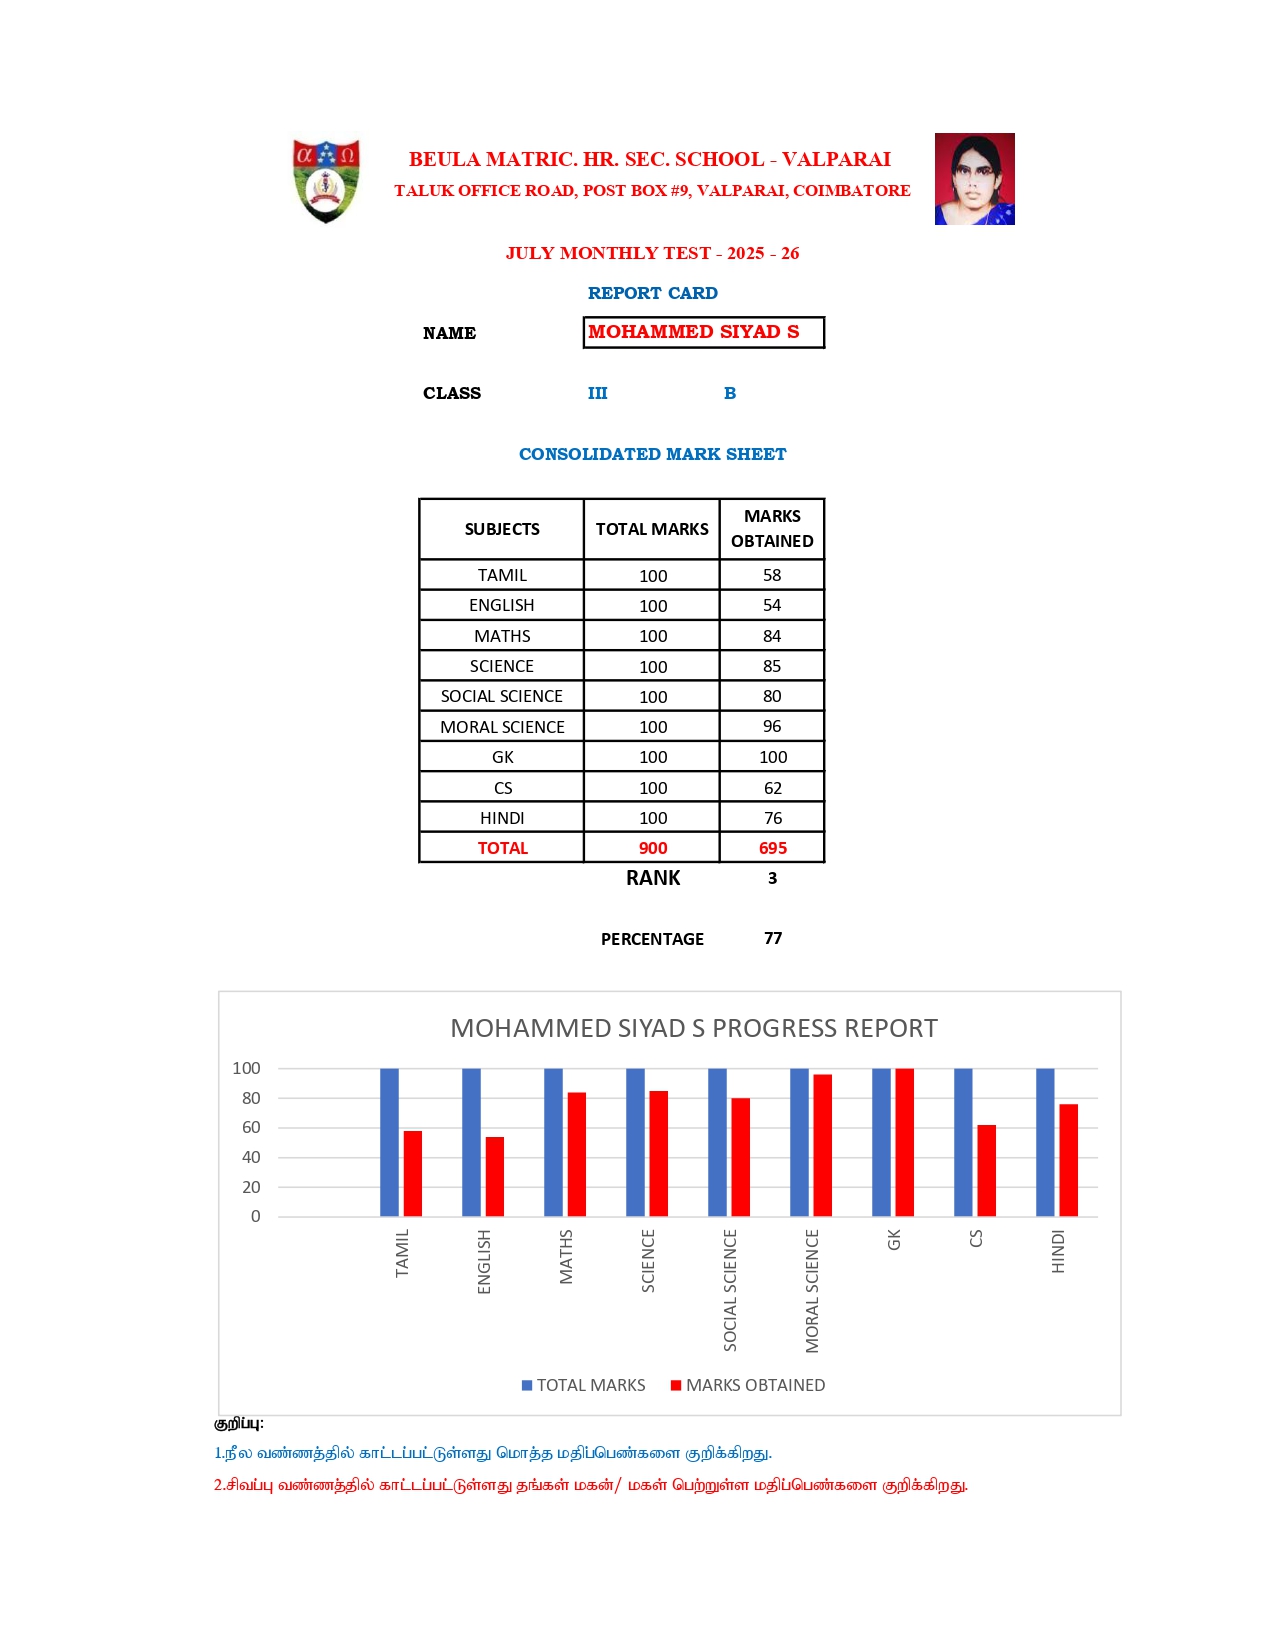 α Ω
BEULA MATRIC. HR. SEC. SCHOOL - VALPARAI
TALUK OFFICE ROAD, POST BOX #9, VALPARAI, COIMBATORE
JULY MONTHLY TEST - 2025 - 26
REPORT CARD
NAME MOHAMMED SIYAD S
CLASS III B
CONSOLIDATED MARK SHEET
SUBJECTS TOTAL MARKS MARKS OBTAINED
TAMIL 100 58
ENGLISH 100 54
MATHS 100 84
SCIENCE 100 85
SOCIAL SCIENCE 100 80
MORAL SCIENCE 100 96
GK 100 100
CS 100 62
HINDI 100 76
TOTAL 900 695
RANK 3
PERCENTAGE 77
MOHAMMED SIYAD S PROGRESS REPORT
100
80
60
40
20
0
TAMIL ENGLISH MATHS SCIENCE SOCIAL SCIENCE MORAL SCIENCE GK CS HINDI
TOTAL MARKS MARKS OBTAINED
குறிப்பு:
1.நீல வண்ணத்தில் காட்டப்பட்டுள்ளது மொத்த மதிப்பெண்களை குறிக்கிறது.
2.சிவப்பு வண்ணத்தில் காட்டப்பட்டுள்ளது தங்கள் மகன்/ மகள் பெற்றுள்ள மதிப்பெண்களை குறிக்கிறது.